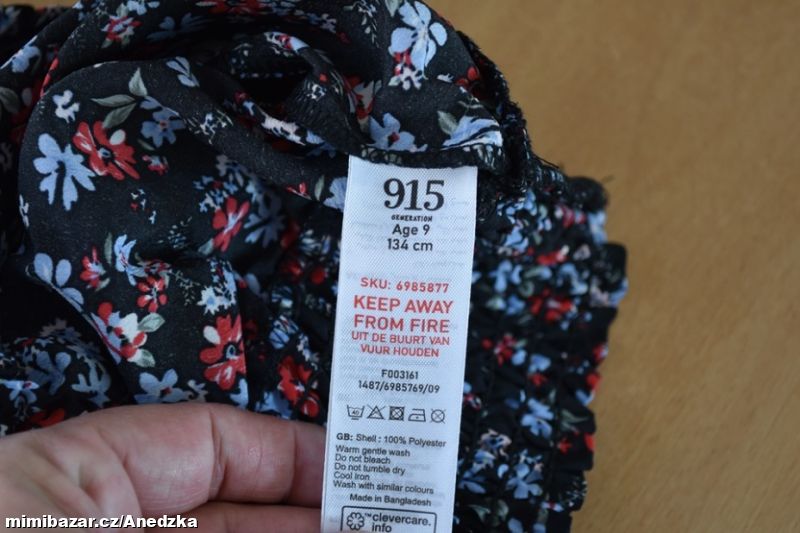 915
GENERATION
Age 9
134 cm
SKU: 6985877
KEEP AWAY
FROM FIRE
UIT DE BUURT VAN
VUUR HOUDEN
F003161
1487/6985769/09
40
GB: Shell : 100% Polyester
Warm gentle wash
Do not bleach
Do not tumble dry
Cool iron
Wash with similar colours
Made in Bangladesh
clevercare.
info
mimibazar.cz/Anedzka